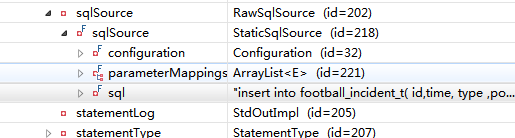 sqlSource RawSqlSource (id=202)
sqlSource StaticSqlSource (id=218)
configuration Configuration (id=32)
parameterMappings ArrayList<E> (id=221)
sql "insert into football_incident_t( id,time, type ,po...
statementLog StdOutImpl (id=205)
statementType StatementType (id=207)